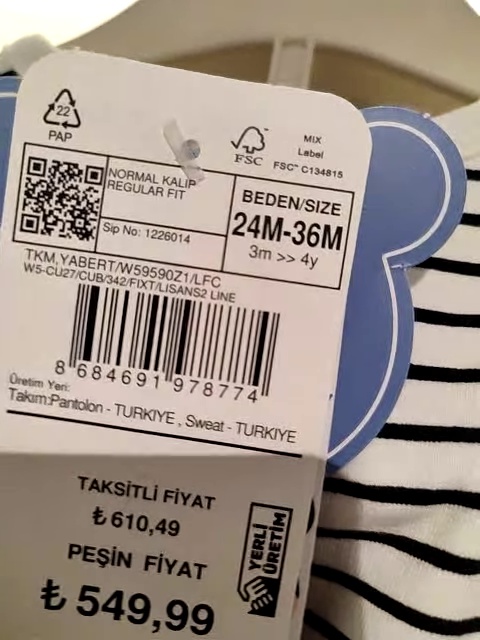 22
PAP
FSC™
MIX
Label
FSC™ C134815
NORMAL KALIP
REGULAR FIT
Sip No: 1226014
BEDEN/SIZE
24M-36M
3m >> 4y
TKM,YABERT/W59590Z1/LFC
W5-CU27/CUB/342/FIXT/LISANS2 LINE
8 684691 978774
Üretim Yeri:
Takım:Pantolon - TURKIYE , Sweat - TURKIYE
TAKSİTLİ FİYAT
₺ 610,49
PEŞİN FİYAT
₺ 549,99
YERLİ
ÜRETİM